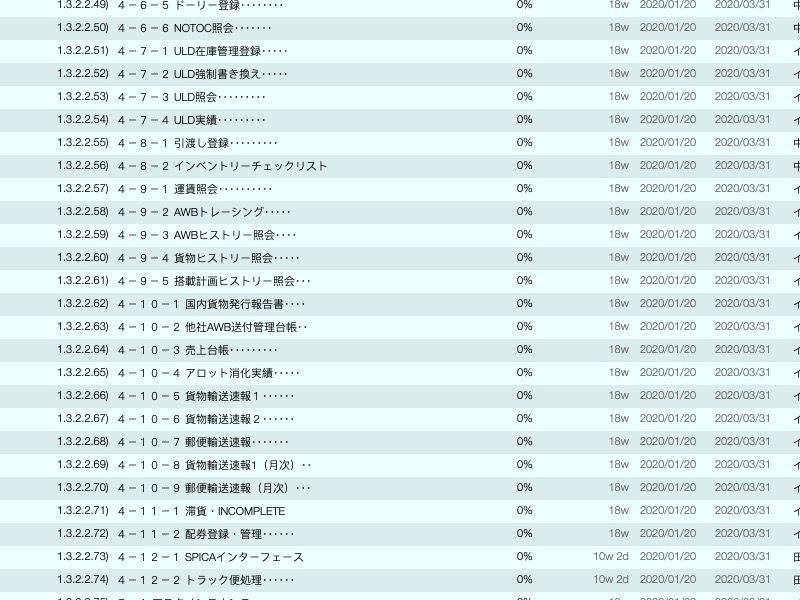 1.3.2.2.49) ４－６－５ ドーリー登録‥‥‥‥ 0% 18w 2020/01/20 2020/03/31
1.3.2.2.50) ４－６－６ NOTOC照会‥‥‥･ 0% 18w 2020/01/20 2020/03/31 中
1.3.2.2.51) ４－７－１ ULD在庫管理登録‥‥･ 0% 18w 2020/01/20 2020/03/31 イ
1.3.2.2.52) ４－７－２ ULD強制書き換え‥‥･ 0% 18w 2020/01/20 2020/03/31 イ
1.3.2.2.53) ４－７－３ ULD照会‥‥‥‥･ 0% 18w 2020/01/20 2020/03/31 イ
1.3.2.2.54) ４－７－４ ULD実績‥‥‥‥･ 0% 18w 2020/01/20 2020/03/31 イ
1.3.2.2.55) ４－８－１ 引渡し登録‥‥‥‥･ 0% 18w 2020/01/20 2020/03/31 中
1.3.2.2.56) ４－８－２ インベントリーチェックリスト 0% 18w 2020/01/20 2020/03/31 中
1.3.2.2.57) ４－９－１ 運賃照会‥‥‥‥‥ 0% 18w 2020/01/20 2020/03/31 イ
1.3.2.2.58) ４－９－２ AWBトレーシング‥‥･ 0% 18w 2020/01/20 2020/03/31 イ
1.3.2.2.59) ４－９－３ AWBヒストリー照会‥‥ 0% 18w 2020/01/20 2020/03/31 イ
1.3.2.2.60) ４－９－４ 貨物ヒストリー照会‥‥･ 0% 18w 2020/01/20 2020/03/31 イ
1.3.2.2.61) ４－９－５ 搭載計画ヒストリー照会‥･ 0% 18w 2020/01/20 2020/03/31 イ
1.3.2.2.62) ４－１０－１ 国内貨物発行報告書‥‥ 0% 18w 2020/01/20 2020/03/31 イ
1.3.2.2.63) ４－１０－２ 他社AWB送付管理台帳‥ 0% 18w 2020/01/20 2020/03/31 イ
1.3.2.2.64) ４－１０－３ 売上台帳‥‥‥‥･ 0% 18w 2020/01/20 2020/03/31 イ
1.3.2.2.65) ４－１０－４ アロット消化実績‥‥･ 0% 18w 2020/01/20 2020/03/31 イ
1.3.2.2.66) ４－１０－５ 貨物輸送速報１‥‥‥ 0% 18w 2020/01/20 2020/03/31 イ
1.3.2.2.67) ４－１０－６ 貨物輸送速報２‥‥‥ 0% 18w 2020/01/20 2020/03/31 イ
1.3.2.2.68) ４－１０－７ 郵便輸送速報‥‥‥･ 0% 18w 2020/01/20 2020/03/31 イ
1.3.2.2.69) ４－１０－８ 貨物輸送速報1（月次）‥ 0% 18w 2020/01/20 2020/03/31 イ
1.3.2.2.70) ４－１０－９ 郵便輸送速報（月次）‥･ 0% 18w 2020/01/20 2020/03/31 イ
1.3.2.2.71) ４－１１－１ 滞貨・INCOMPLETE 0% 18w 2020/01/20 2020/03/31 イ
1.3.2.2.72) ４－１１－２ 配券登録・管理‥‥‥ 0% 18w 2020/01/20 2020/03/31 イ
1.3.2.2.73) ４－１２－１ SPICAインターフェース 0% 10w 2d 2020/01/20 2020/03/31 田
1.3.2.2.74) ４－１２－２ トラック便処理‥‥‥ 0% 10w 2d 2020/01/20 2020/03/31 田